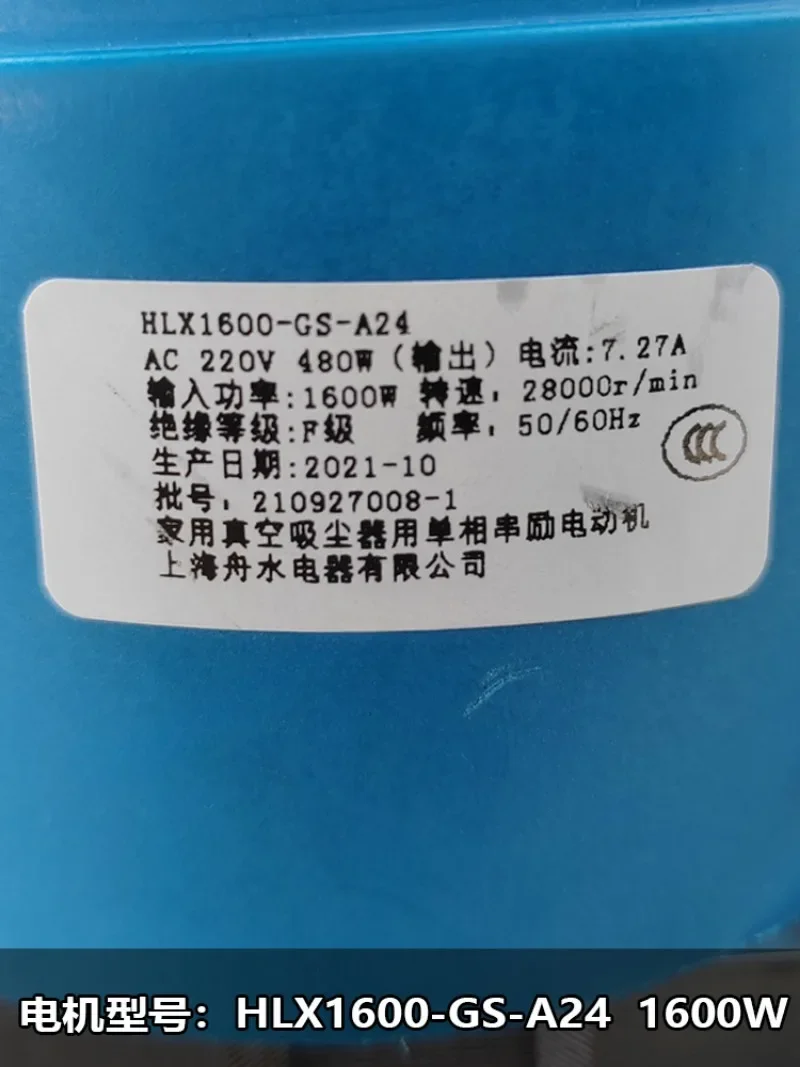 HLX1600-GS-A24
AC 220V 480W（输出）电流:7.27A
输入功率:1600W 转速: 28000r/min
绝缘等级:F级 频率: 50/60Hz
生产日期:2021-10
批号: 210927008-1
家用真空吸尘器用单相串励电动机
上海舟水电器有限公司
CCC
电机型号：HLX1600-GS-A24 1600W